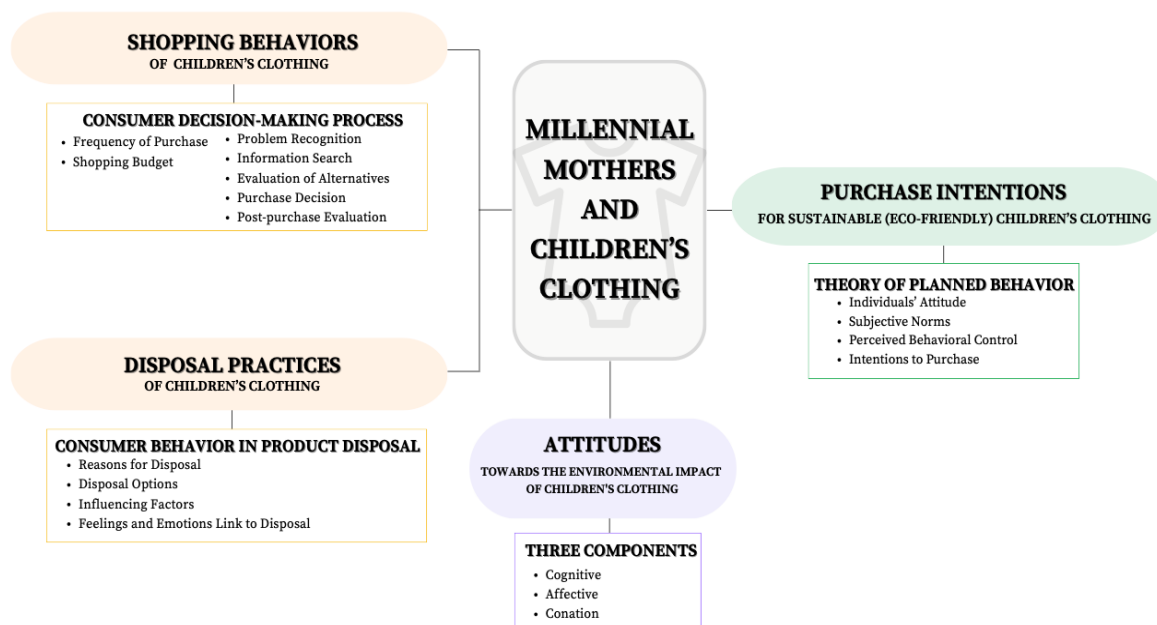 SHOPPING BEHAVIORS
OF CHILDREN'S CLOTHING
CONSUMER DECISION-MAKING PROCESS
• Frequency of Purchase
• Shopping Budget
• Problem Recognition
• Information Search
• Evaluation of Alternatives
• Purchase Decision
• Post-purchase Evaluation
DISPOSAL PRACTICES
OF CHILDREN'S CLOTHING
CONSUMER BEHAVIOR IN PRODUCT DISPOSAL
• Reasons for Disposal
• Disposal Options
• Influencing Factors
• Feelings and Emotions Link to Disposal
MILLENNIAL
MOTHERS
AND
CHILDREN'S
CLOTHING
ATTITUDES
TOWARDS THE ENVIRONMENTAL IMPACT
OF CHILDREN'S CLOTHING
THREE COMPONENTS
• Cognitive
• Affective
• Conation
PURCHASE INTENTIONS
FOR SUSTAINABLE (ECO-FRIENDLY) CHILDREN'S CLOTHING
THEORY OF PLANNED BEHAVIOR
• Individuals' Attitude
• Subjective Norms
• Perceived Behavioral Control
• Intentions to Purchase